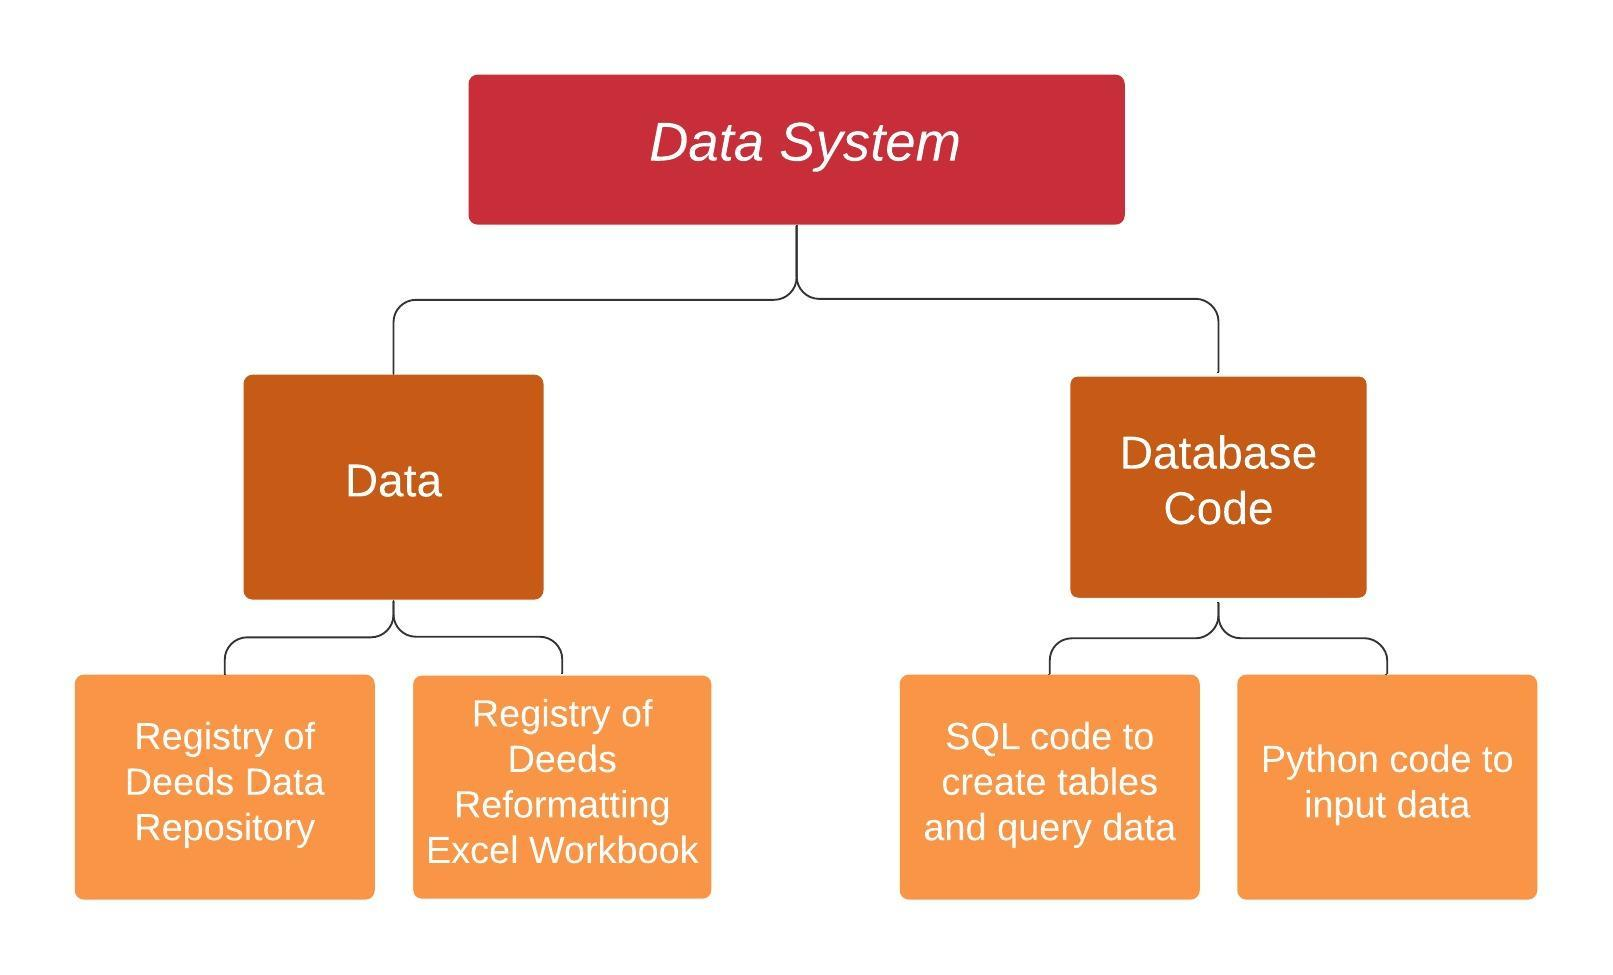 Data System
Data
Database
Code
Registry of
Deeds Data
Repository
Registry of
Deeds
Reformatting
Excel Workbook
SQL code to
create tables
and query data
Python code to
input data